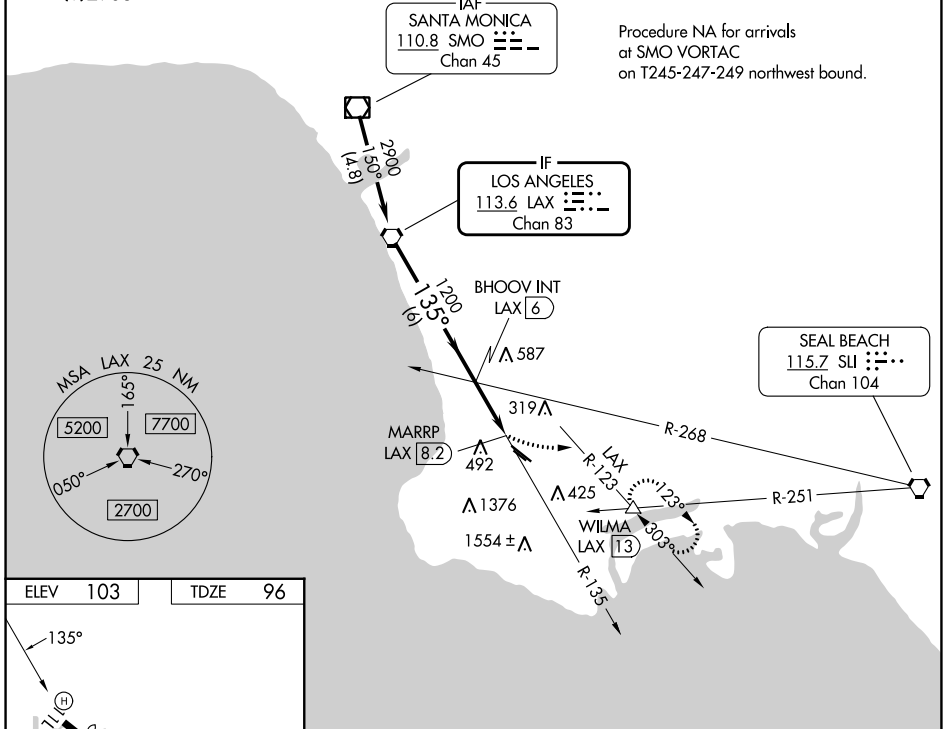 IAF
SANTA MONICA
110.8 SMO
Chan 45
Procedure NA for arrivals
at SMO VORTAC
on T245-247-249 northwest bound.
2900
150°
(4.8)
IF
LOS ANGELES
113.6 LAX
Chan 83
1200
135°
(6)
BHOOV INT
LAX 6
587
SEAL BEACH
115.7 SLI
Chan 104
MSA LAX 25 NM
165°
5200
7700
050°
270°
2700
319
R-268
MARRP
LAX 8.2
492
LAX
R-123
1376
425
123°
R-251
WILMA
LAX 13
303°
1554 ±
R-135
ELEV 103
TDZE 96
135°
H
11L